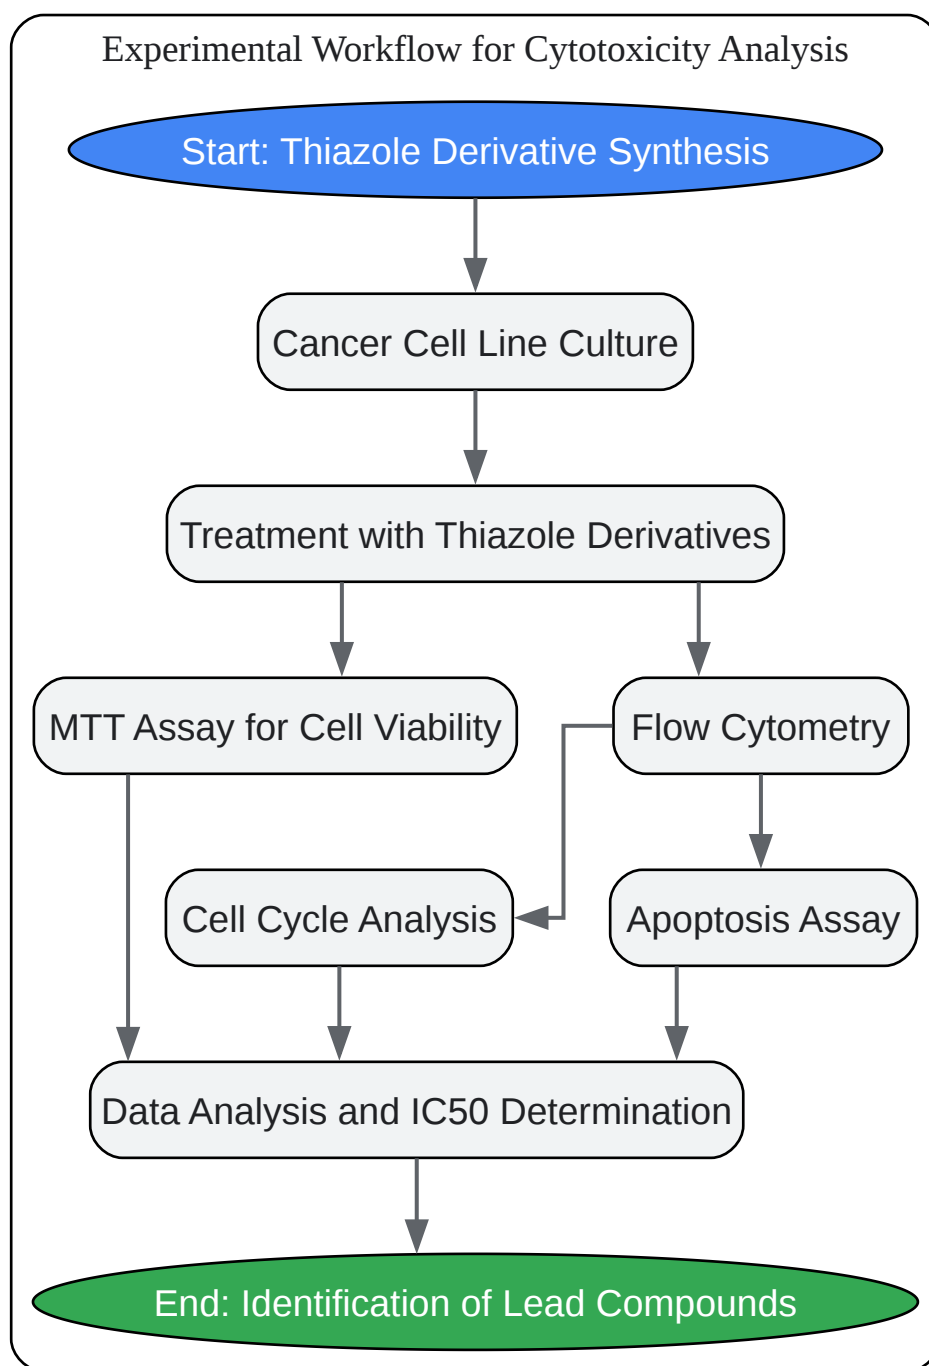 Experimental Workflow for Cytotoxicity Analysis
Start: Thiazole Derivative Synthesis
Cancer Cell Line Culture
Treatment with Thiazole Derivatives
MTT Assay for Cell Viability
Flow Cytometry
Cell Cycle Analysis
Apoptosis Assay
Data Analysis and IC50 Determination
End: Identification of Lead Compounds